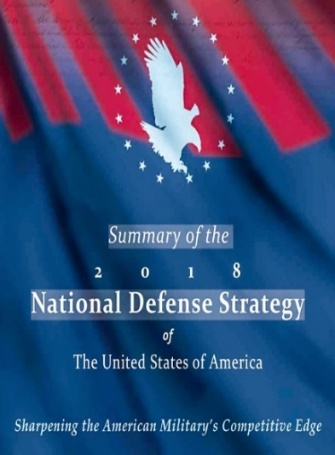 Summary of the
2 0 1 8
National Defense Strategy
of
The United States of America
Sharpening the American Military's Competitive Edge